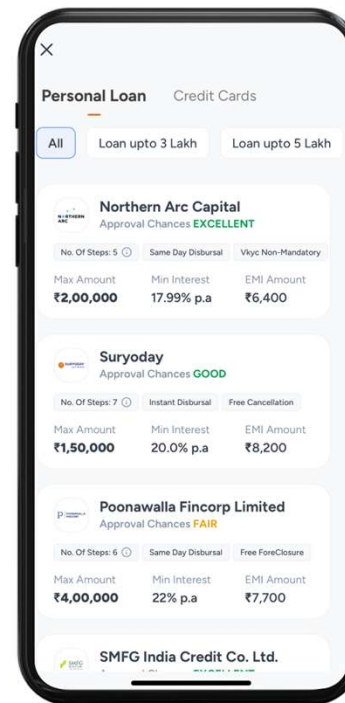 Personal Loan Credit Cards
All Loan upto 3 Lakh Loan upto 5 Lakh
NORTHERN ARC
Northern Arc Capital
Approval Chances EXCELLENT
No. Of Steps: 5 Same Day Disbursal Vkyc Non-Mandatory
Max Amount Min Interest EMI Amount
₹2,00,000 17.99% p.a ₹6,400
Suryoday
Approval Chances GOOD
No. Of Steps: 7 Instant Disbursal Free Cancellation
Max Amount Min Interest EMI Amount
₹1,50,000 20.0% p.a ₹8,200
Poonawalla Fincorp Limited
Approval Chances FAIR
No. Of Steps: 6 Same Day Disbursal Free ForeClosure
Max Amount Min Interest EMI Amount
₹4,00,000 22% p.a ₹7,700
SMFG India Credit Co. Ltd.